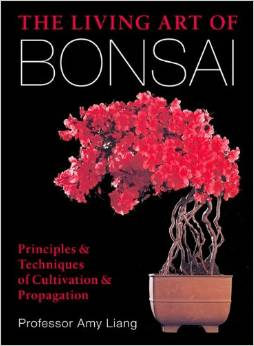 THE LIVING ART OF
BONSAI
Principles &
Techniques
of Cultivation &
Propagation
Professor Amy Liang